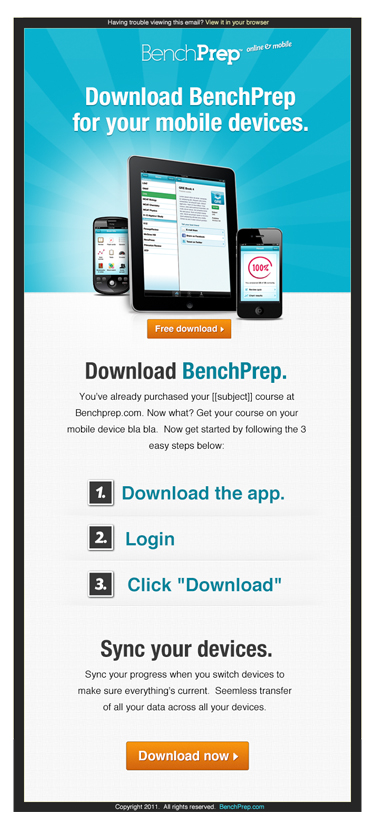 Having trouble viewing this email? View it in your browser
BenchPrep online & mobile
Download BenchPrep
for your mobile devices.
100%
Free download
Download BenchPrep.
You've already purchased your [[subject]] course at
Benchprep.com. Now what? Get your course on your
mobile device bla bla. Now get started by following the 3
easy steps below:
1. Download the app.
2. Login
3. Click "Download"
Sync your devices.
Sync your progress when you switch devices to
make sure everything's current. Seemless transfer
of all your data across all your devices.
Download now
Copyright 2011. All rights reserved. BenchPrep.com